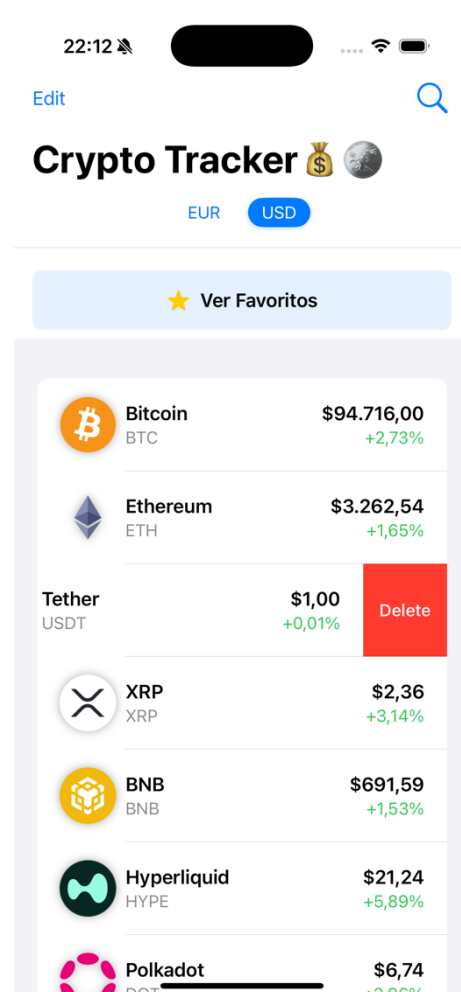 22:12
Edit
Crypto Tracker
EUR USD
Ver Favoritos
Bitcoin $94.716,00
BTC +2,73%
Ethereum $3.262,54
ETH +1,65%
Tether $1,00 Delete
USDT +0,01%
XRP $2,36
XRP +3,14%
BNB $691,59
BNB +1,53%
Hyperliquid $21,24
HYPE +5,89%
Polkadot $6,74